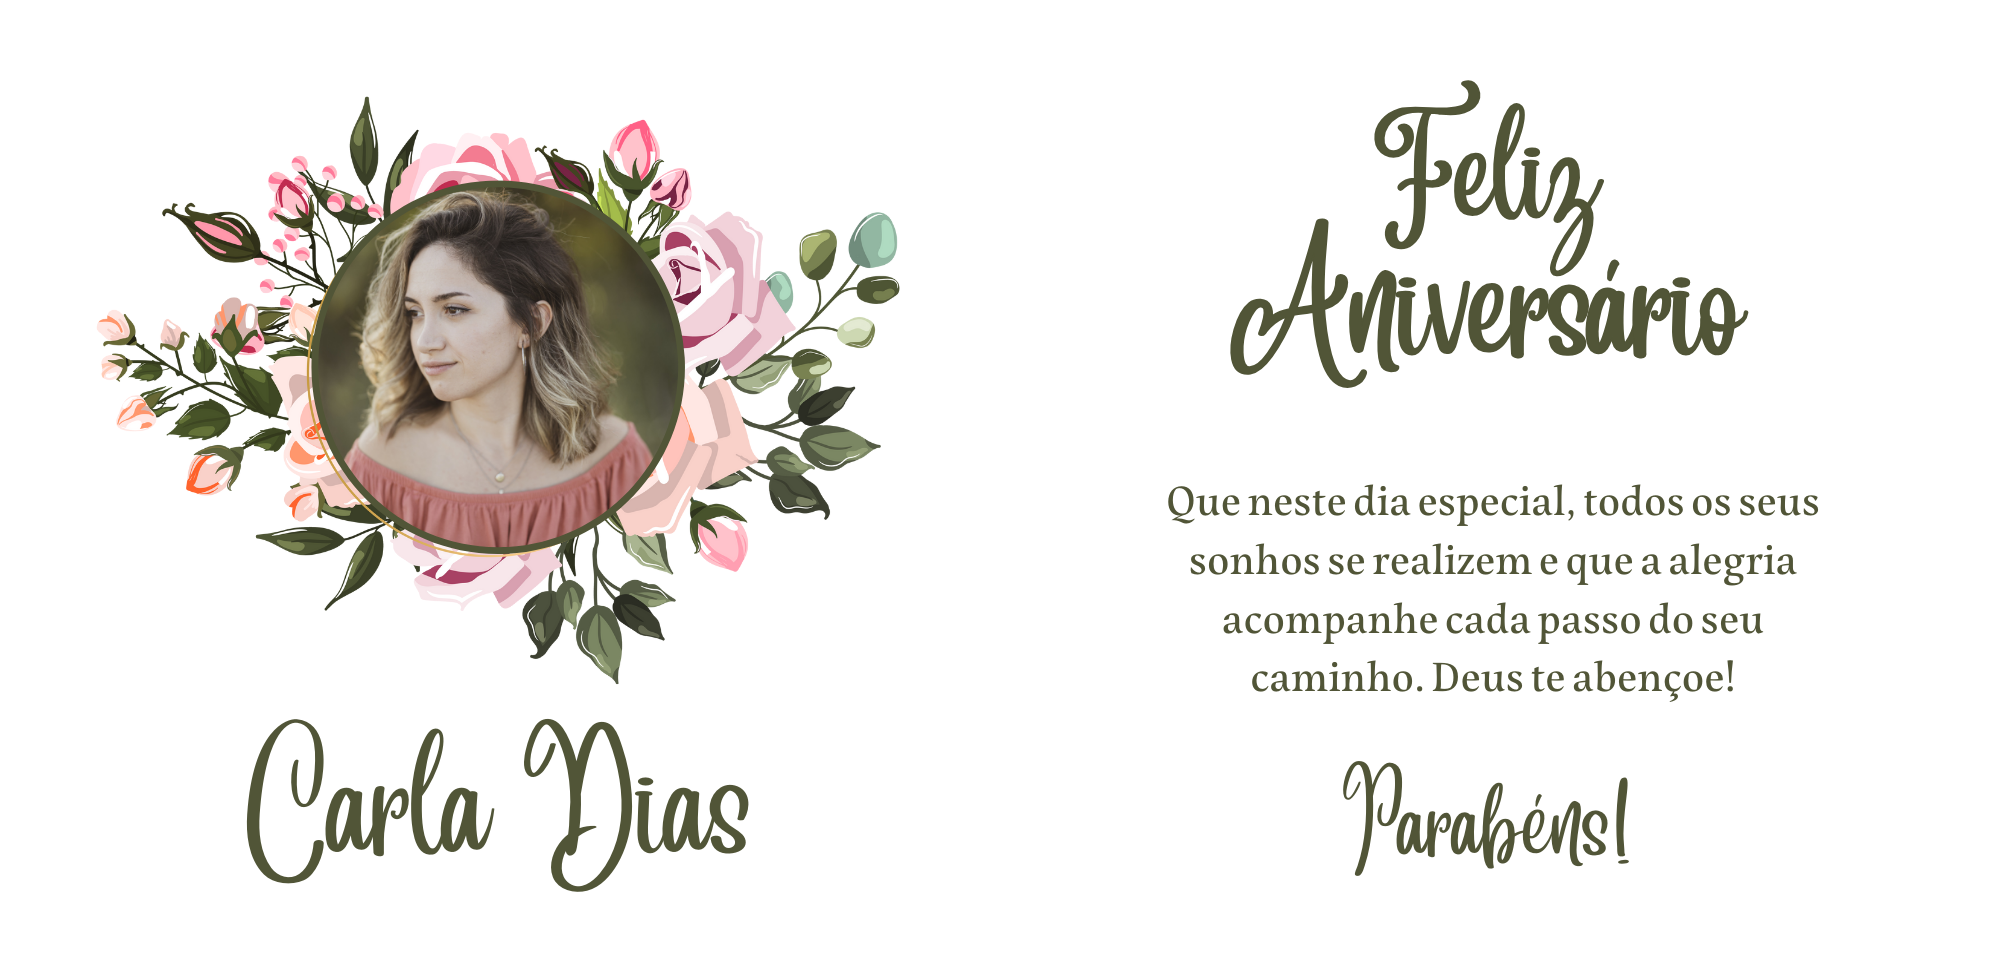 Carla Dias
Feliz
Aniversário
Que neste dia especial, todos os seus
sonhos se realizem e que a alegria
acompanhe cada passo do seu
caminho. Deus te abençoe!
Parabéns!